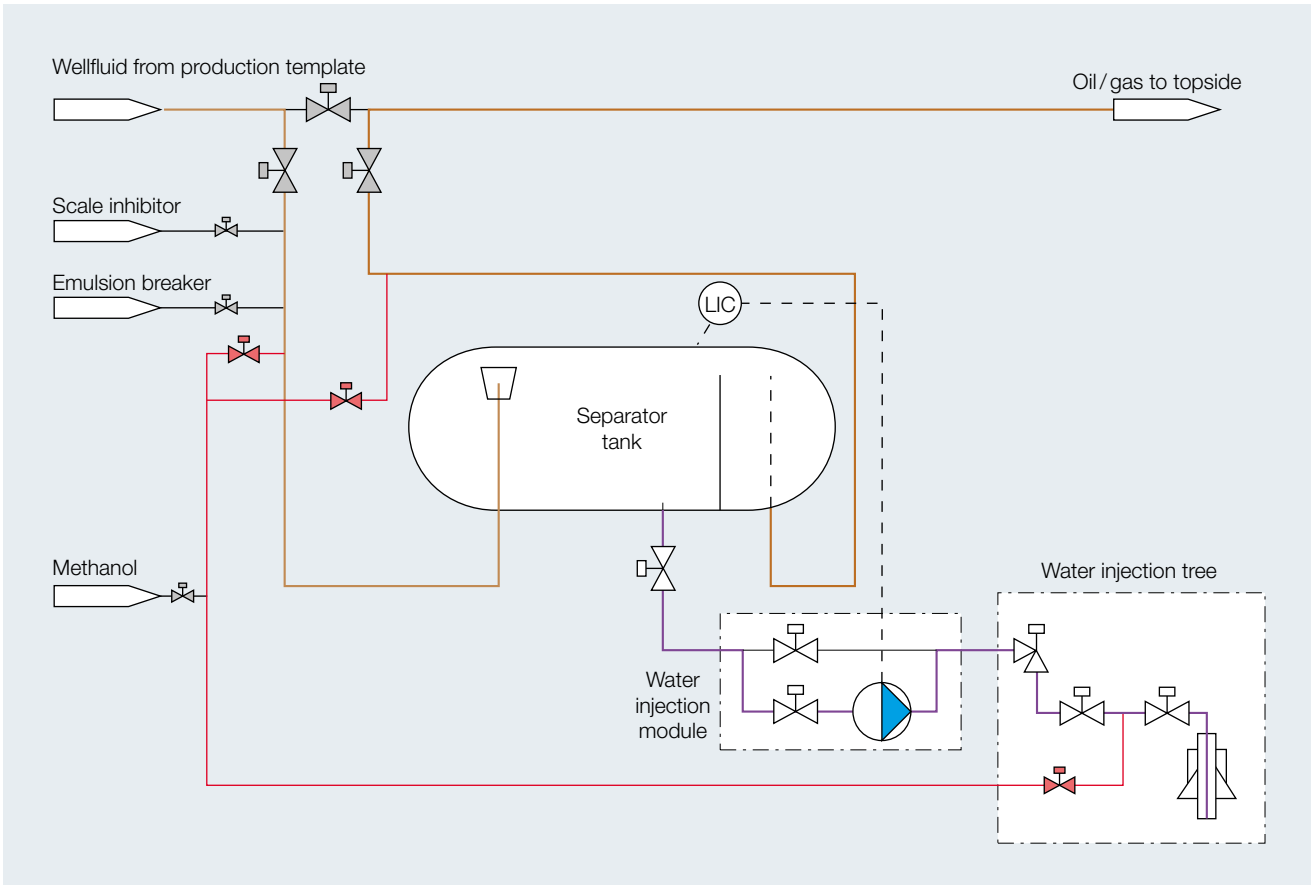 Wellfluid from production template
Oil/gas to topside
Scale inhibitor
Emulsion breaker
LIC
Separator
tank
Methanol
Water injection tree
Water
injection
module